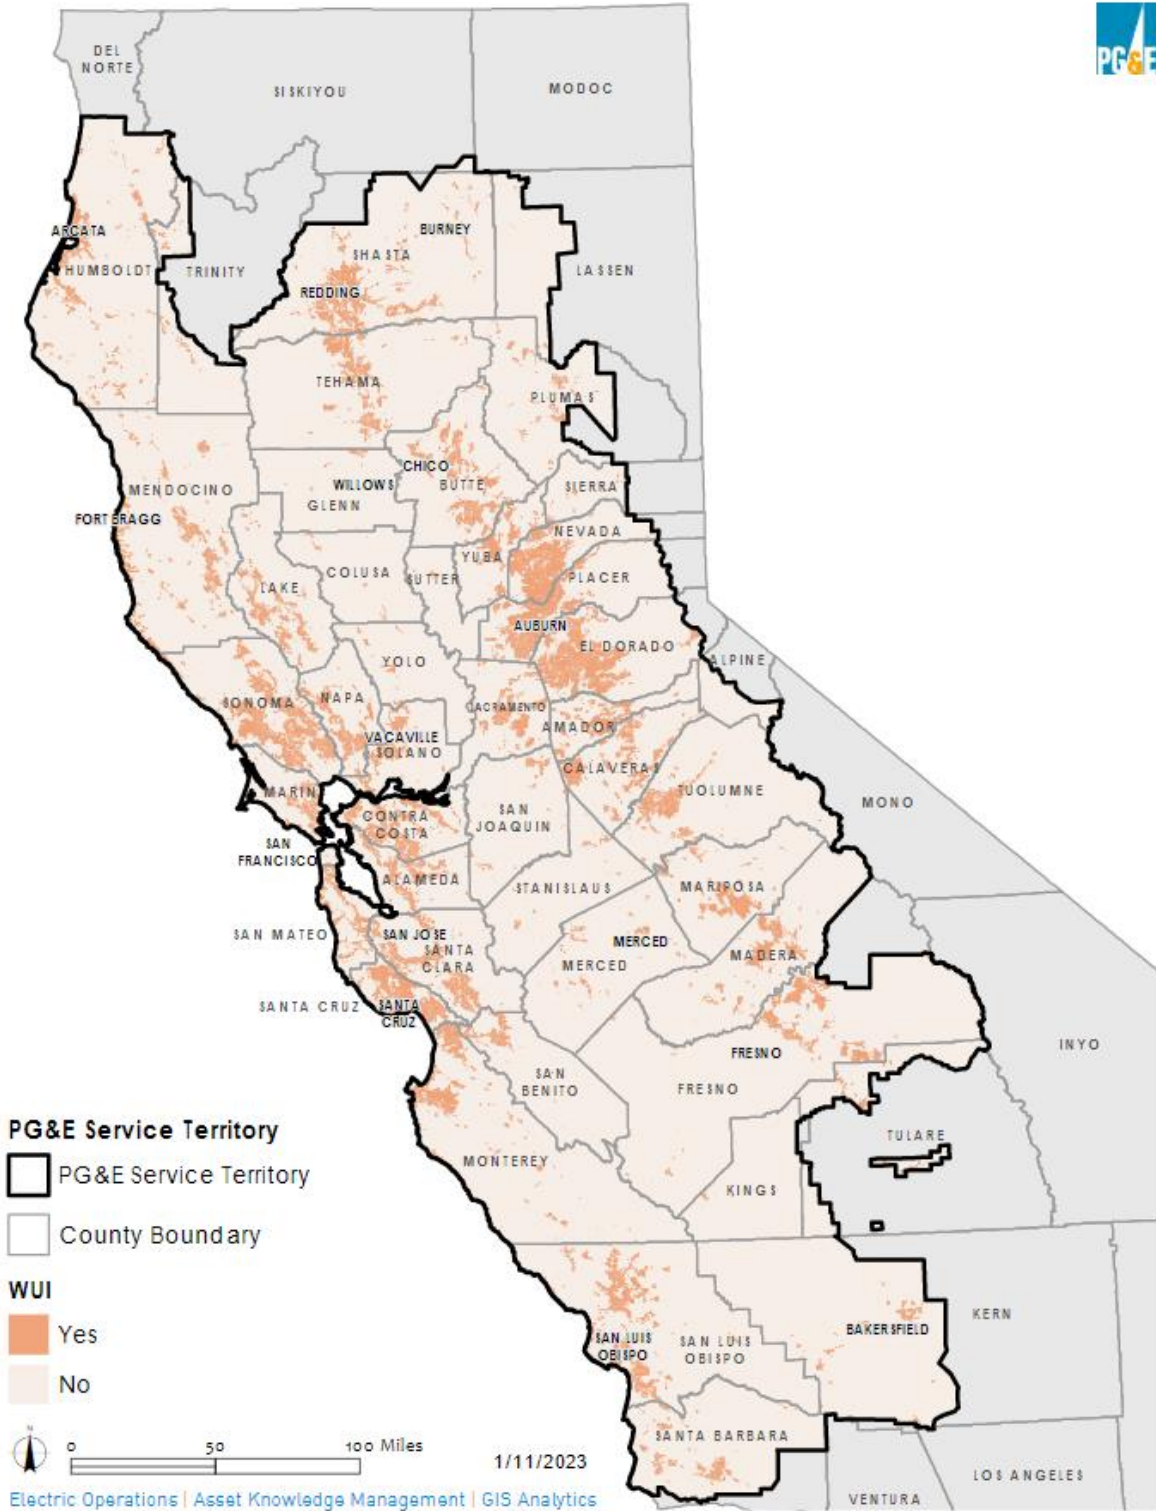 PG&E
DEL
NORTE
SISKIYOU
MODOC
ARCATA
HUMBOLDT
TRINITY
BURNEY
SHASTA
REDDING
LASSEN
TEHAMA
PLUMAS
CHICO
BUTTE
WILLOWS
GLENN
SIERRA
MENDOCINO
FORT BRAGG
NEVADA
YUBA
COLUSA
SUTTER
PLACER
LAKE
AUBURN
EL DORADO
YOLO
ALPINE
SONOMA
NAPA
SACRAMENTO
AMADOR
VACAVILLE
SOLANO
CALAVERAS
MARIN
TUOLUMNE
MONO
CONTRA
COSTA
SAN
JOAQUIN
SAN
FRANCISCO
ALAMEDA
STANISLAUS
MARIPOSA
SAN MATEO
SAN JOSE
SANTA
CLARA
MERCED
MERCED
MADERA
SANTA CRUZ
SANTA
CRUZ
INYO
FRESNO
SAN
BENITO
FRESNO
PG&E Service Territory
PG&E Service Territory
County Boundary
WUI
Yes
No
TULARE
MONTEREY
KINGS
KERN
BAKERSFIELD
SAN LUIS
OBISPO
SAN LUIS
OBISPO
SANTA BARBARA
VENTURA
LOS ANGELES
N
0 50 100 Miles
1/11/2023
Electric Operations | Asset Knowledge Management | GIS Analytics